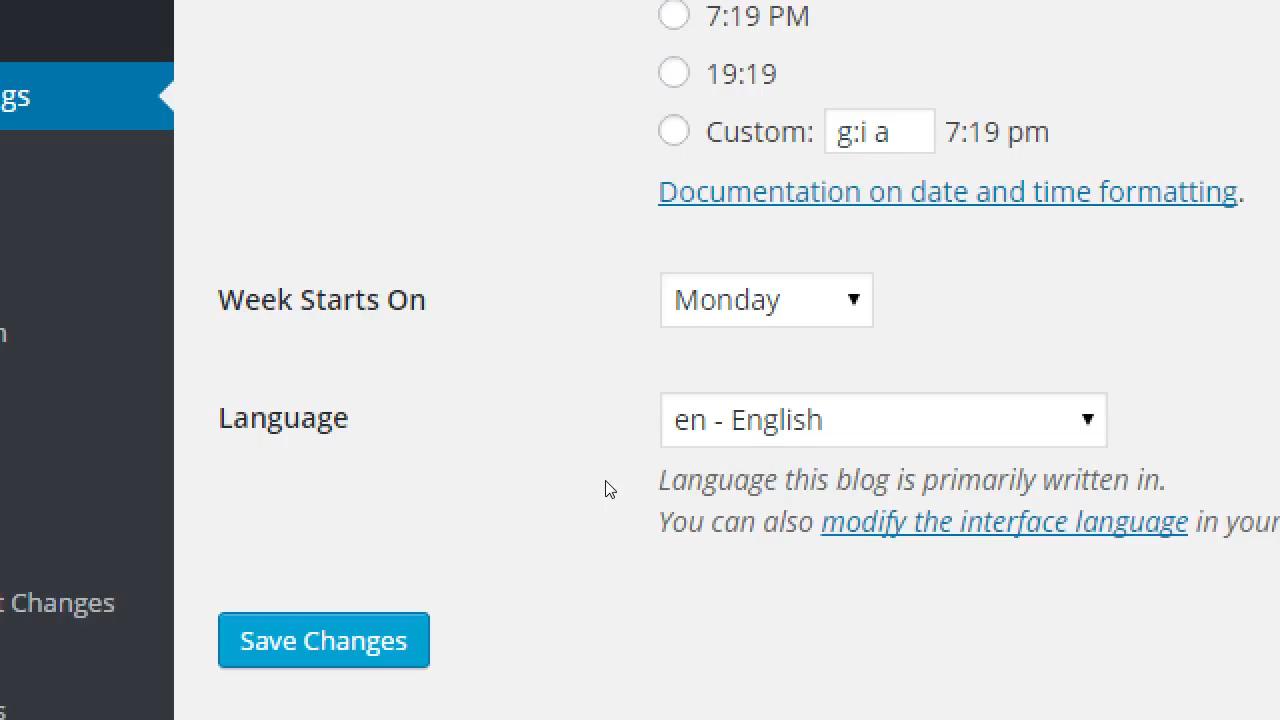 7:19 PM
19:19
gs
Custom: g:i a 7:19 pm
Documentation on date and time formatting.
Week Starts On Monday
n
Language en - English
Language this blog is primarily written in.
You can also modify the interface language in your
t Changes
Save Changes
s